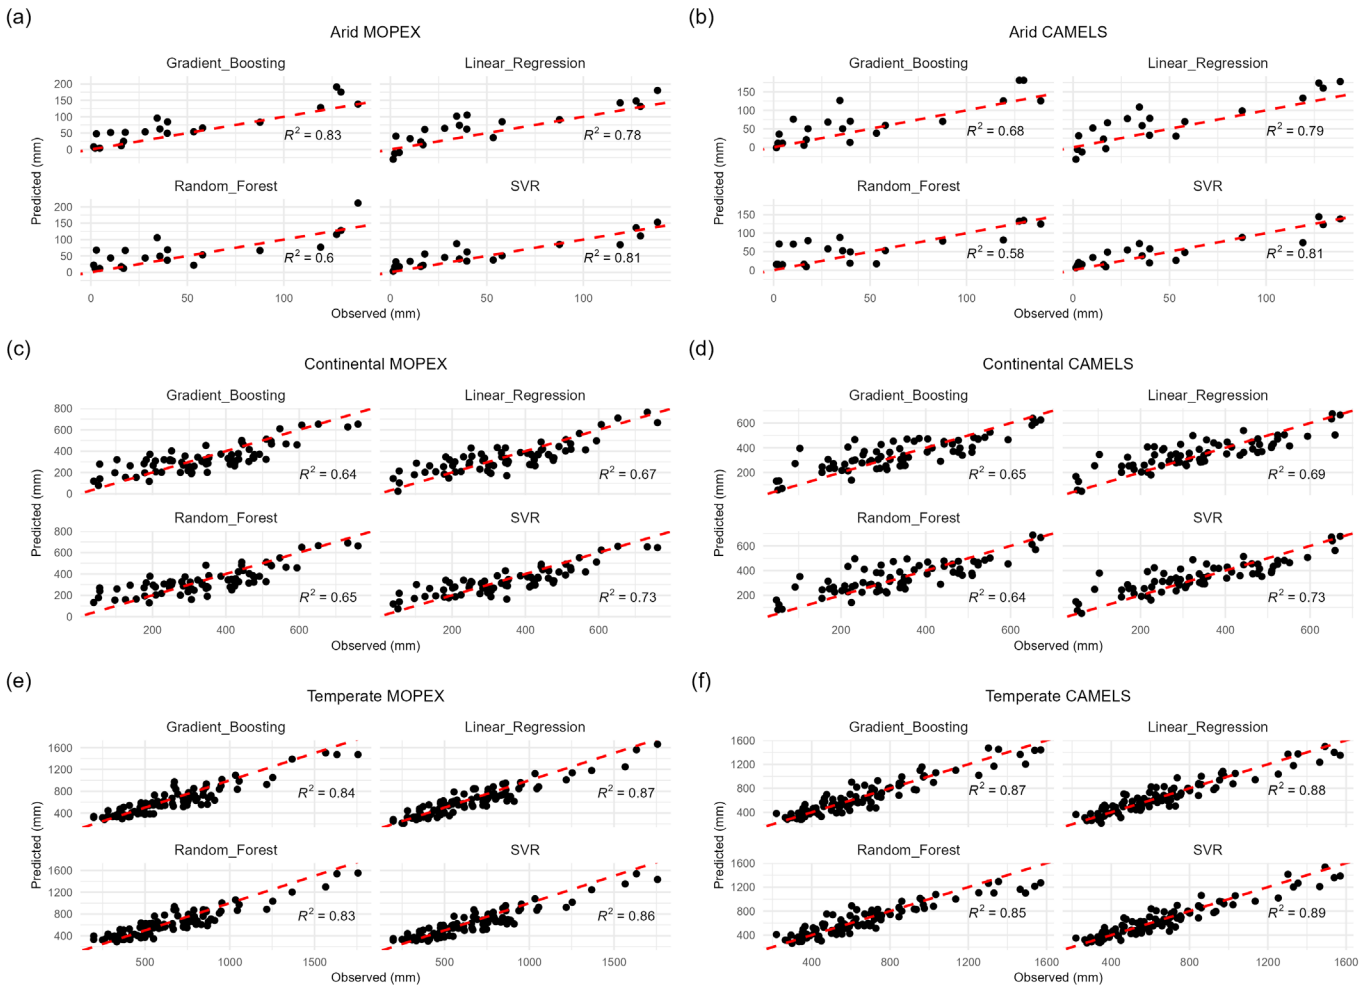 (a)
Arid MOPEX
Gradient_Boosting
Linear_Regression
200
150
100
50
0
R² = 0.83
R² = 0.78
Random_Forest
SVR
200
150
100
50
0
R² = 0.6
R² = 0.81
0 50 100
0 50 100
Predicted (mm)
Observed (mm)
(b)
Arid CAMELS
Gradient_Boosting
Linear_Regression
150
100
50
0
R² = 0.68
R² = 0.79
Random_Forest
SVR
150
100
50
0
R² = 0.58
R² = 0.81
0 50 100
0 50 100
Predicted (mm)
Observed (mm)
(c)
Continental MOPEX
Gradient_Boosting
Linear_Regression
800
600
400
200
0
R² = 0.64
R² = 0.67
Random_Forest
SVR
800
600
400
200
0
R² = 0.65
R² = 0.73
200 400 600
200 400 600
Predicted (mm)
Observed (mm)
(d)
Continental CAMELS
Gradient_Boosting
Linear_Regression
600
400
200
R² = 0.65
R² = 0.69
Random_Forest
SVR
600
400
200
R² = 0.64
R² = 0.73
200 400 600
200 400 600
Predicted (mm)
Observed (mm)
(e)
Temperate MOPEX
Gradient_Boosting
Linear_Regression
1600
1200
800
400
R² = 0.84
R² = 0.87
Random_Forest
SVR
1600
1200
800
400
R² = 0.83
R² = 0.86
500 1000 1500
500 1000 1500
Predicted (mm)
Observed (mm)
(f)
Temperate CAMELS
Gradient_Boosting
Linear_Regression
1600
1200
800
400
R² = 0.87
R² = 0.88
Random_Forest
SVR
1600
1200
800
400
R² = 0.85
R² = 0.89
400 800 1200 1600
400 800 1200 1600
Predicted (mm)
Observed (mm)